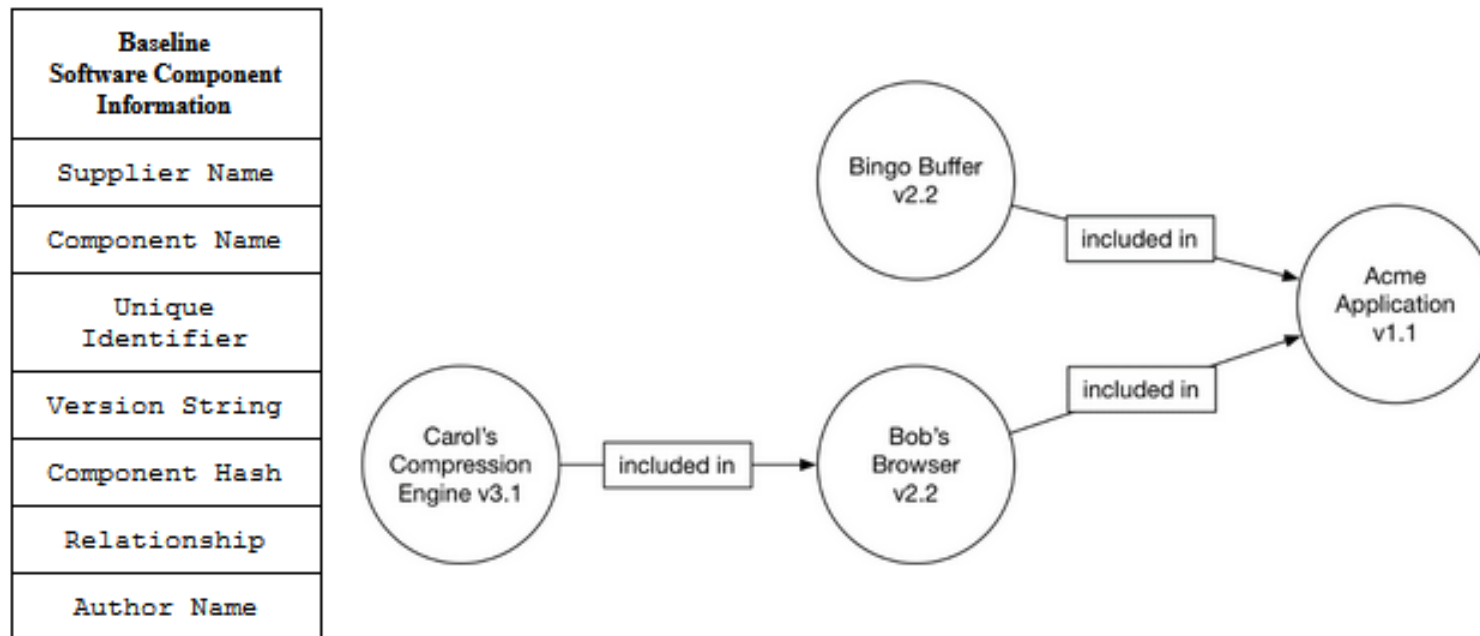 Baseline
Software Component
Information
Supplier Name
Component Name
Unique
Identifier
Version String
Component Hash
Relationship
Author Name
Bingo Buffer
v2.2
included in
Acme
Application
v1.1
included in
Carol's
Compression
Engine v3.1
included in
Bob's
Browser
v2.2